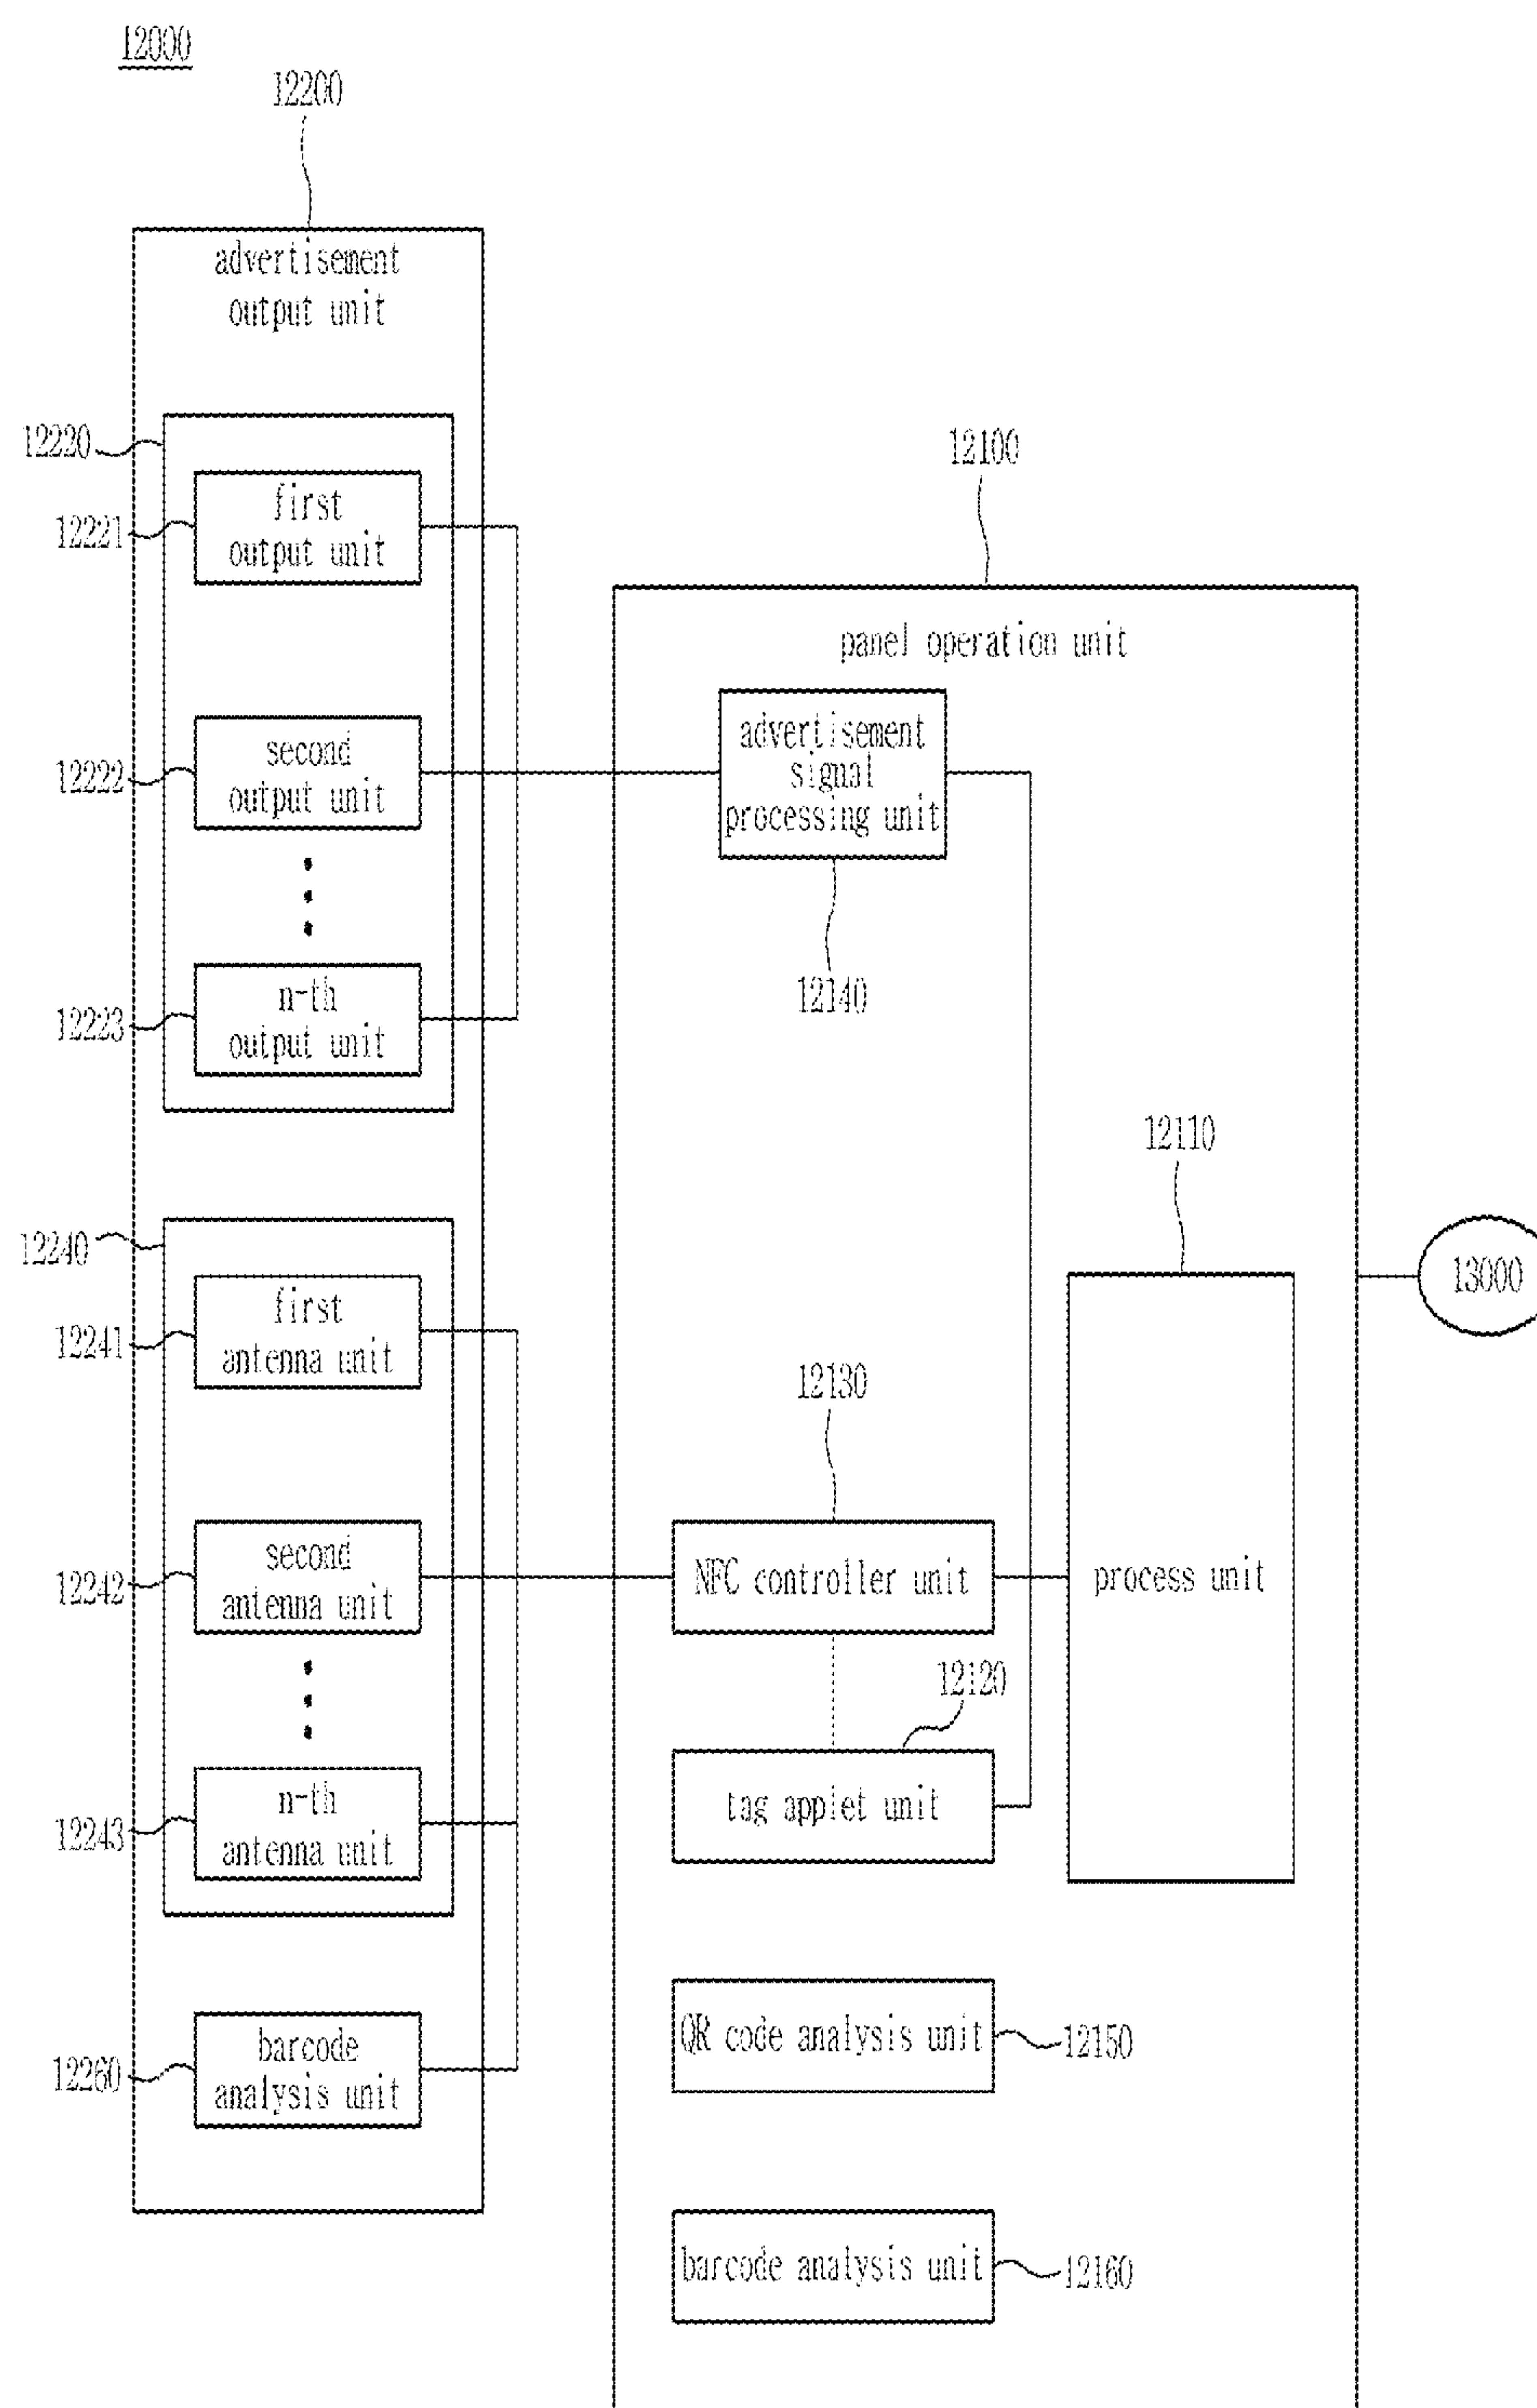 12000
12200
advertisement
output unit
12220
12221
first
output unit
12222
second
output unit
12223
n-th
output unit
12240
12241
first
antenna unit
12242
second
antenna unit
12243
n-th
antenna unit
12260
barcode
analysis unit
12100
panel operation unit
advertisement
signal
processing unit
12140
12110
process unit
12130
NFC controller unit
12120
tag applet unit
QR code analysis unit
12150
barcode analysis unit
12160
13000